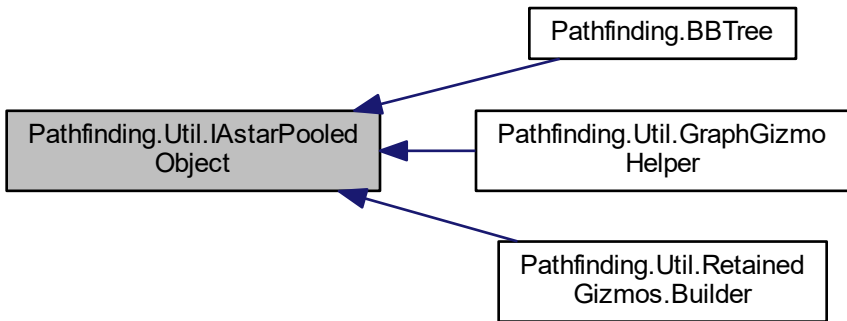 Pathfinding.BBTree
Pathfinding.Util.IAstarPooled
Object
Pathfinding.Util.GraphGizmo
Helper
Pathfinding.Util.Retained
Gizmos.Builder